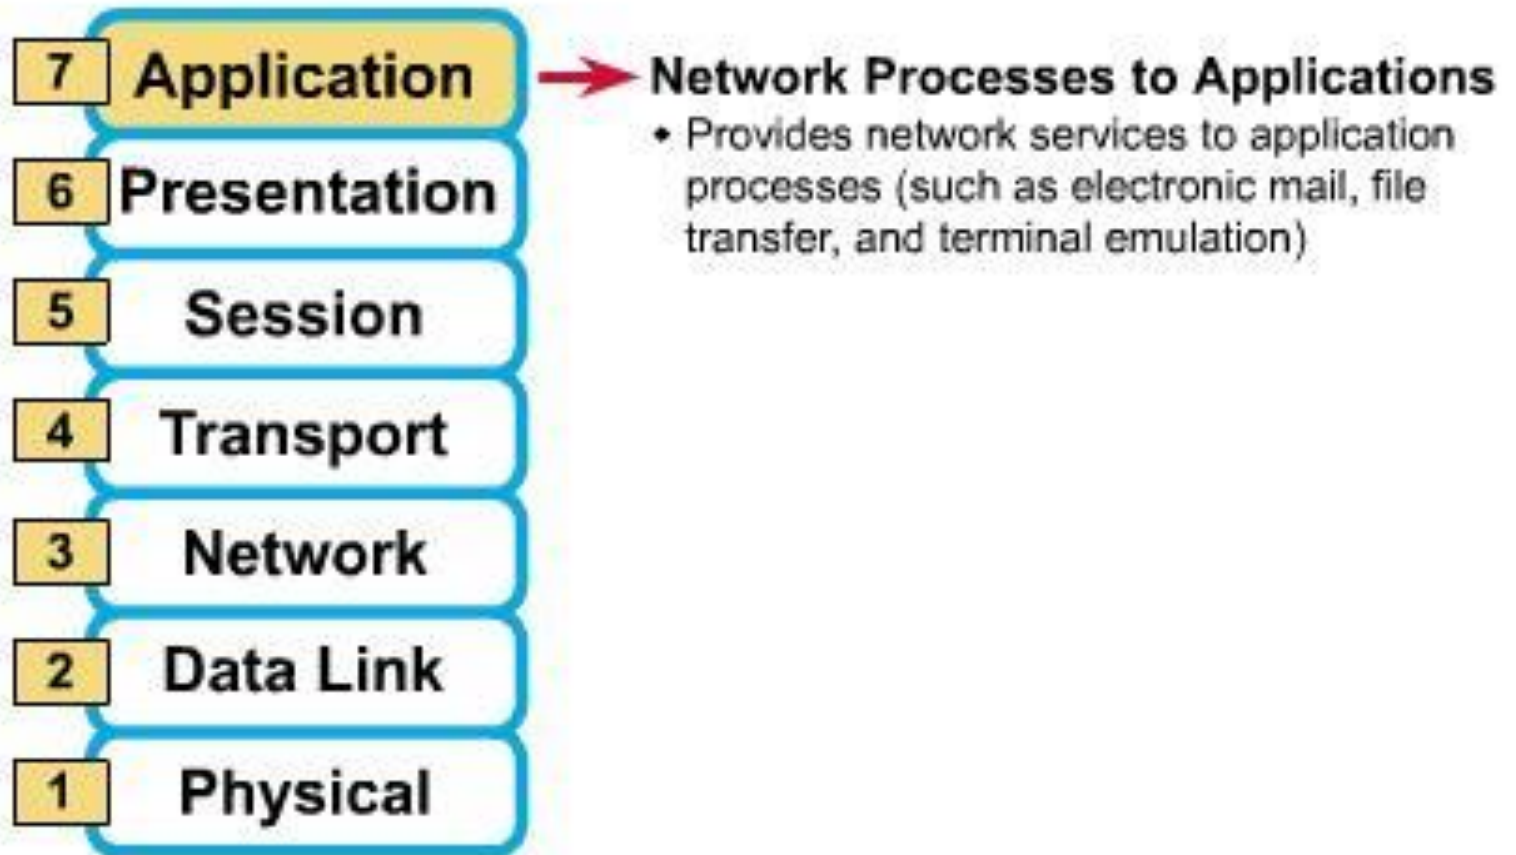 7 Application
Network Processes to Applications
• Provides network services to application
processes (such as electronic mail, file
transfer, and terminal emulation)
6 Presentation
5 Session
4 Transport
3 Network
2 Data Link
1 Physical